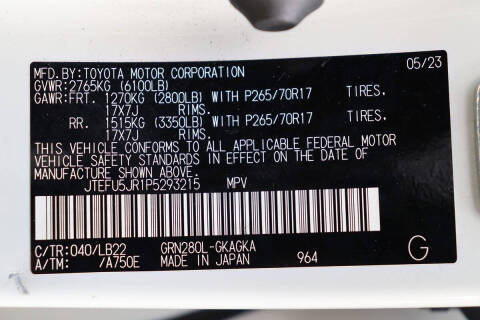 MFD.BY:TOYOTA MOTOR CORPORATION 05/23
GVWR:2765KG (6100LB)
GAWR:FRT. 1270KG (2800LB) WITH P265/70R17 TIRES.
17X7J RIMS.
RR. 1515KG (3350LB) WITH P265/70R17 TIRES.
17X7J RIMS.
THIS VEHICLE CONFORMS TO ALL APPLICABLE FEDERAL MOTOR
VEHICLE SAFETY STANDARDS IN EFFECT ON THE DATE OF
MANUFACTURE SHOWN ABOVE.
JTEFU5JR1P5293215 MPV
C/TR:040/LB22 GRN280L-GKAGKA
A/TM: /A750E MADE IN JAPAN 964 G